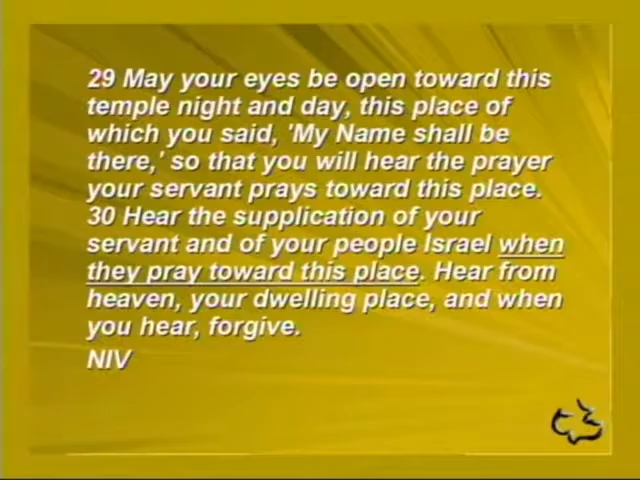 29 May your eyes be open toward this
temple night and day, this place of
which you said, 'My Name shall be
there,' so that you will hear the prayer
your servant prays toward this place.
30 Hear the supplication of your
servant and of your people Israel when
they pray toward this place. Hear from
heaven, your dwelling place, and when
you hear, forgive.
NIV